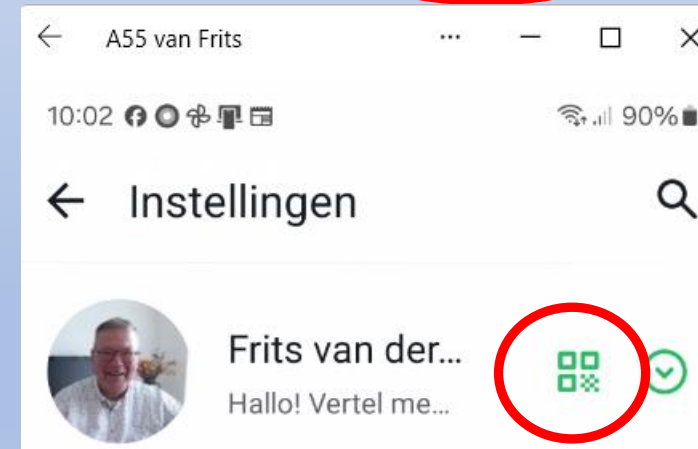 A55 van Frits
10:02 90%
Instellingen
Frits van der...
Hallo! Vertel me...